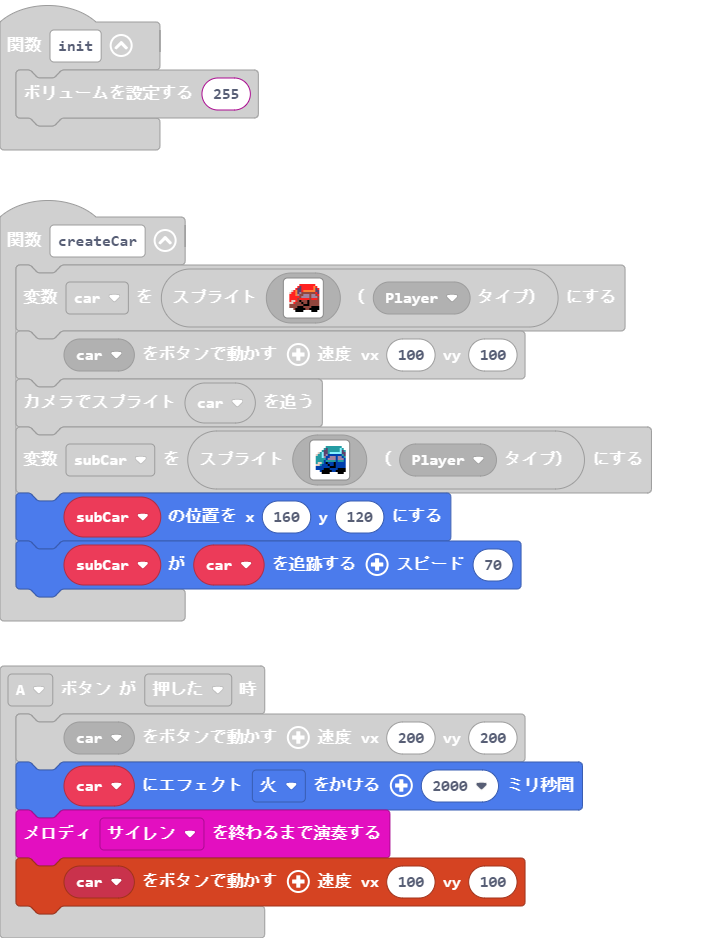 関数 init
ボリュームを設定する 255
関数 createCar
変数 car を スプライト ( Player タイプ) にする
car をボタンで動かす 速度 vx 100 vy 100
カメラでスプライト car を追う
変数 subCar を スプライト ( Player タイプ) にする
subCar の位置を x 160 y 120 にする
subCar が car を追跡する スピード 70
A ボタン が 押した 時
car をボタンで動かす 速度 vx 200 vy 200
car にエフェクト 火 をかける 2000 ミリ秒間
メロディ サイレン を終わるまで演奏する
car をボタンで動かす 速度 vx 100 vy 100